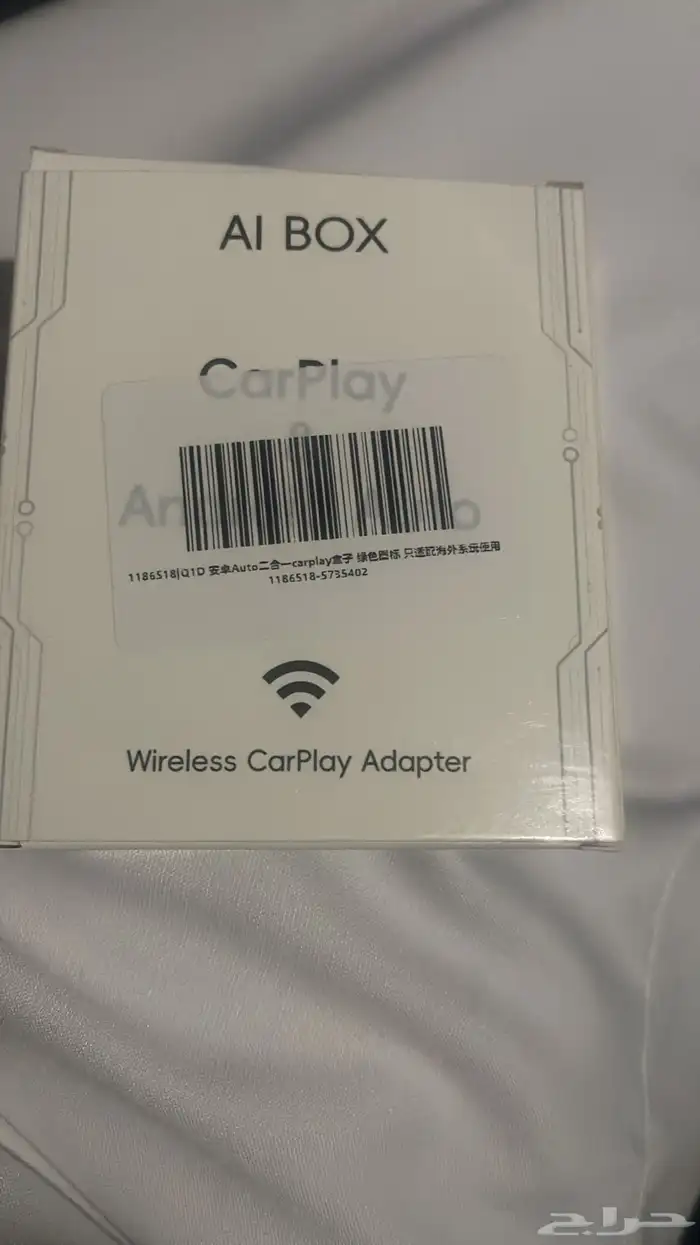 AI BOX
CarPlay
&
Android Auto
1186518|Q1D 安卓Auto二合一carplay盒子 绿色图标 只适配海外系统使用
1186518-5735402
Wireless CarPlay Adapter
حراج